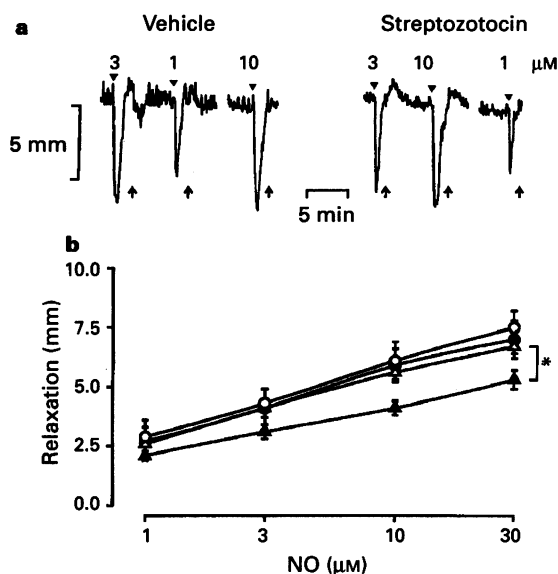 a
Vehicle
Streptozotocin
3 1 10
3 10 1 μM
5 mm
5 min
b
Relaxation (mm)
10.0
7.5
5.0
2.5
0.0
*
1 3 10 30
NO (μM)